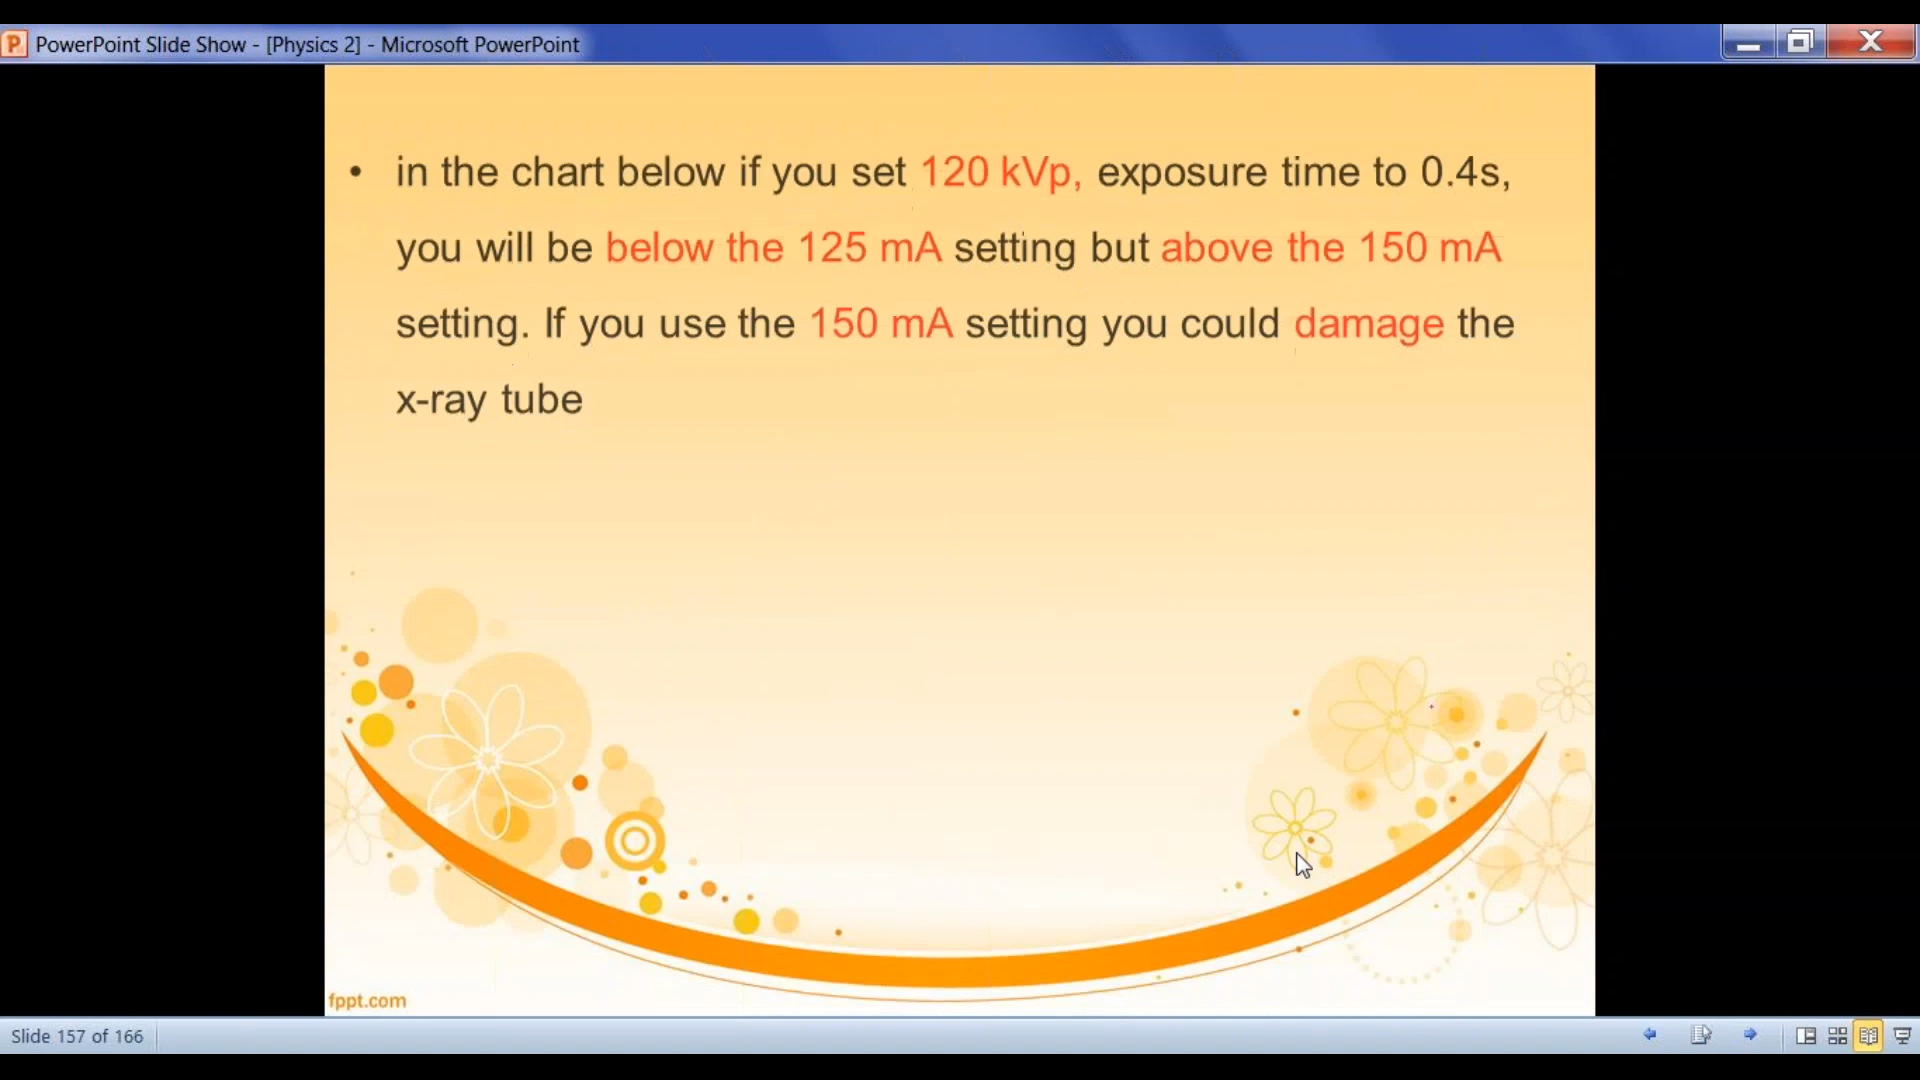 PowerPoint Slide Show - [Physics 2] - Microsoft PowerPoint
• in the chart below if you set 120 kVp, exposure time to 0.4s,
you will be below the 125 mA setting but above the 150 mA
setting. If you use the 150 mA setting you could damage the
x-ray tube
fppt.com
Slide 157 of 166